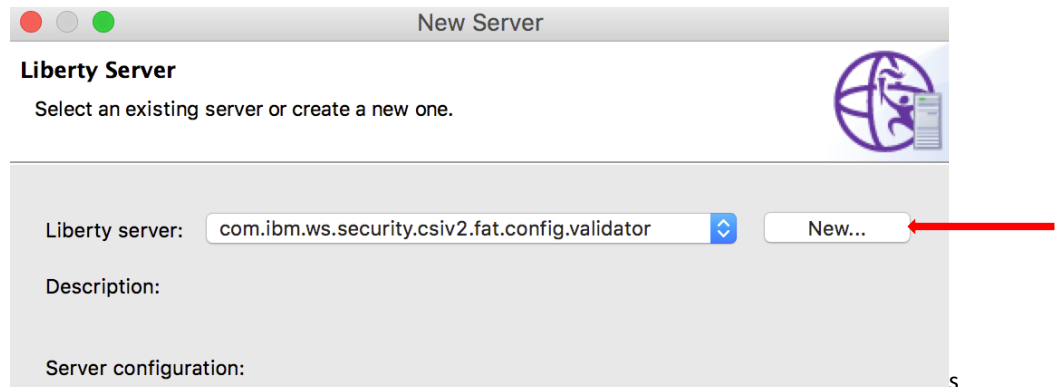 New Server
Liberty Server
Select an existing server or create a new one.
Liberty server: com.ibm.ws.security.csiv2.fat.config.validator New...
Description:
Server configuration:
s